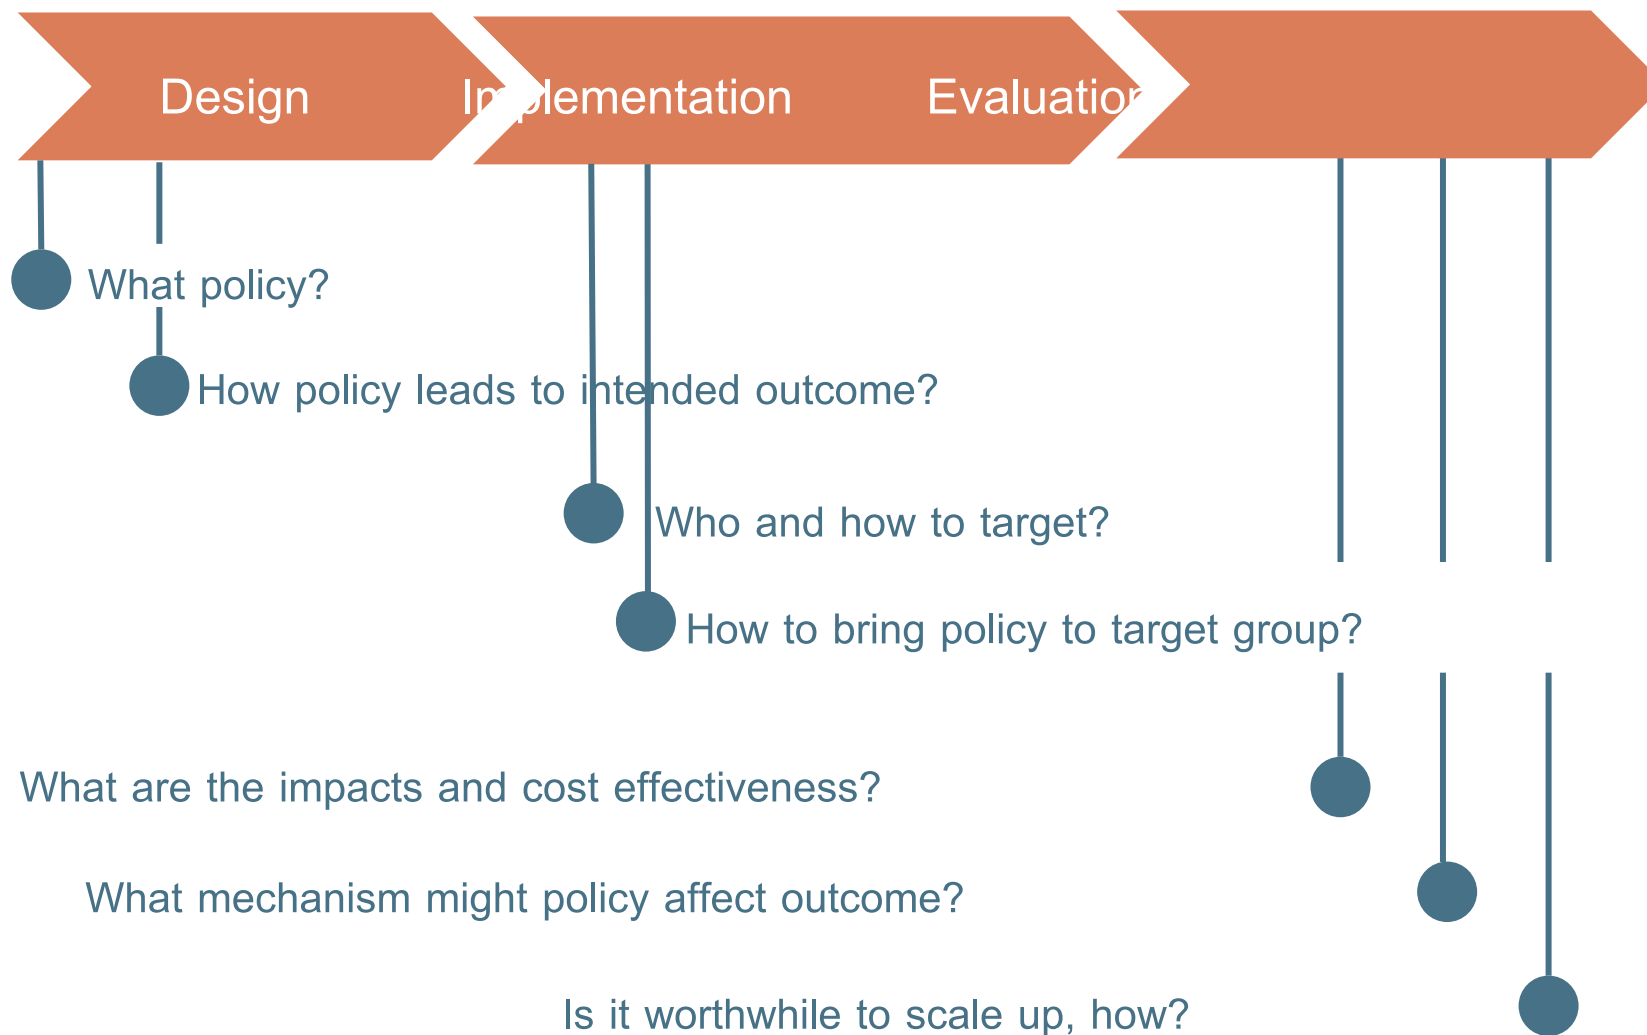 Design Implementation Evaluation
What policy?
How policy leads to intended outcome?
Who and how to target?
How to bring policy to target group?
What are the impacts and cost effectiveness?
What mechanism might policy affect outcome?
Is it worthwhile to scale up, how?